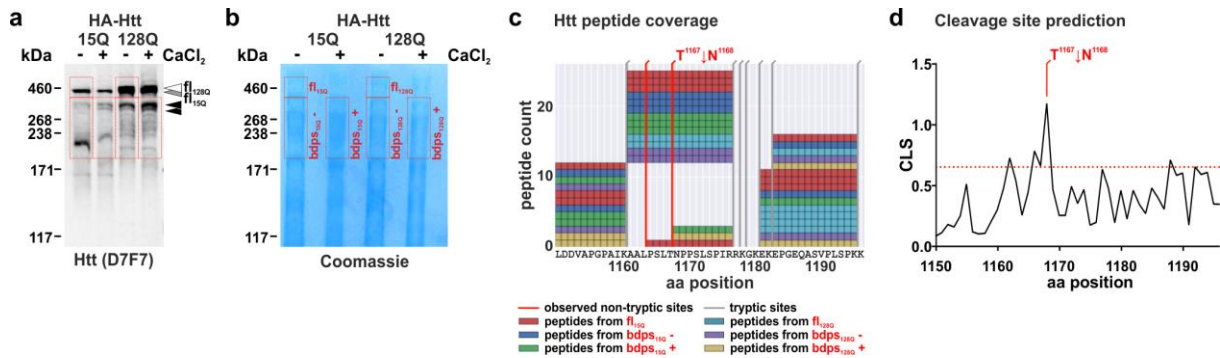 a
HA-Htt
kDa 15Q 128Q
- + - + CaCl2
460
268
238
171
117
fl128Q
fl15Q
Htt (D7F7)
b
HA-Htt
kDa 15Q 128Q
- + - + CaCl2
460
268
238
171
117
fl15Q
fl128Q
bdps15Q -
bdps15Q +
bdps128Q -
bdps128Q +
Coomassie
c Htt peptide coverage
T1167↓N1168
peptide count
20
10
0
LDDVAPGPAIKAALPSLTNPPSLSPIRRKGKEKEPGEQASVPLSPKK
1160 1170 1180 1190
aa position
observed non-tryptic sites
tryptic sites
peptides from fl15Q
peptides from fl128Q
peptides from bdps15Q -
peptides from bdps128Q -
peptides from bdps15Q +
peptides from bdps128Q +
d Cleavage site prediction
T1167↓N1168
CLS
1.5
1.0
0.5
0.0
1150 1160 1170 1180 1190
aa position